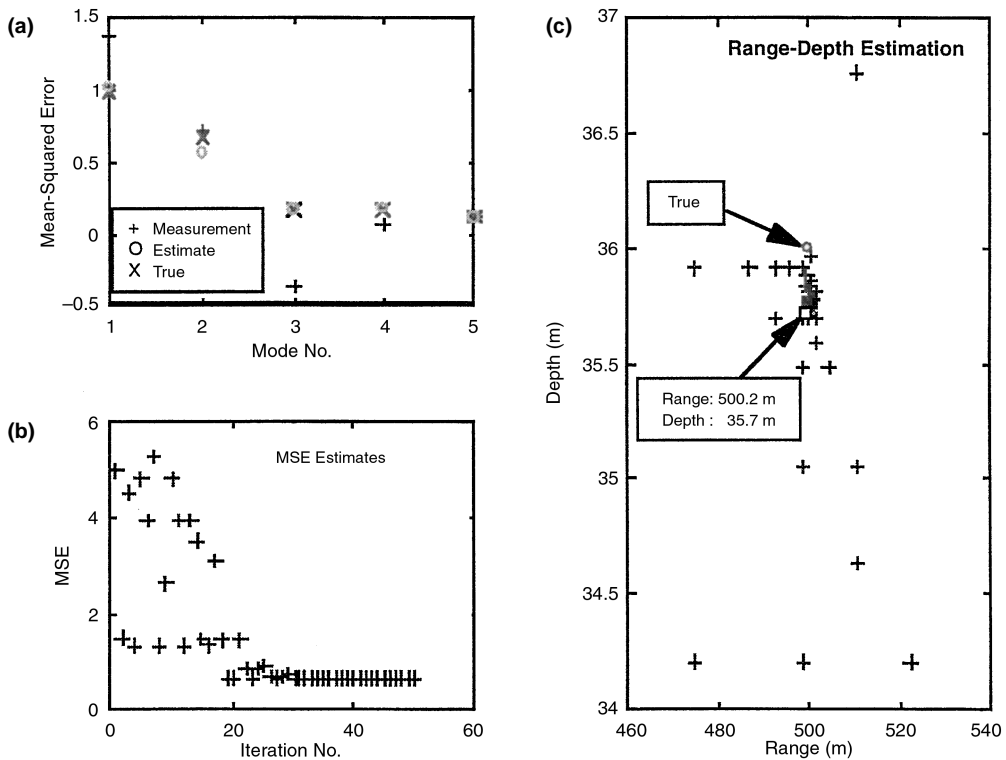 (a)
1.5
1
0.5
0
−0.5
Mean-Squared Error
+ Measurement
O Estimate
X True
1 2 3 4 5
Mode No.
(b)
6
4
2
0
MSE
MSE Estimates
0 20 40 60
Iteration No.
(c)
37
36.5
36
35.5
35
34.5
34
Depth (m)
Range-Depth Estimation
True
Range: 500.2 m
Depth : 35.7 m
460 480 500 520 540
Range (m)